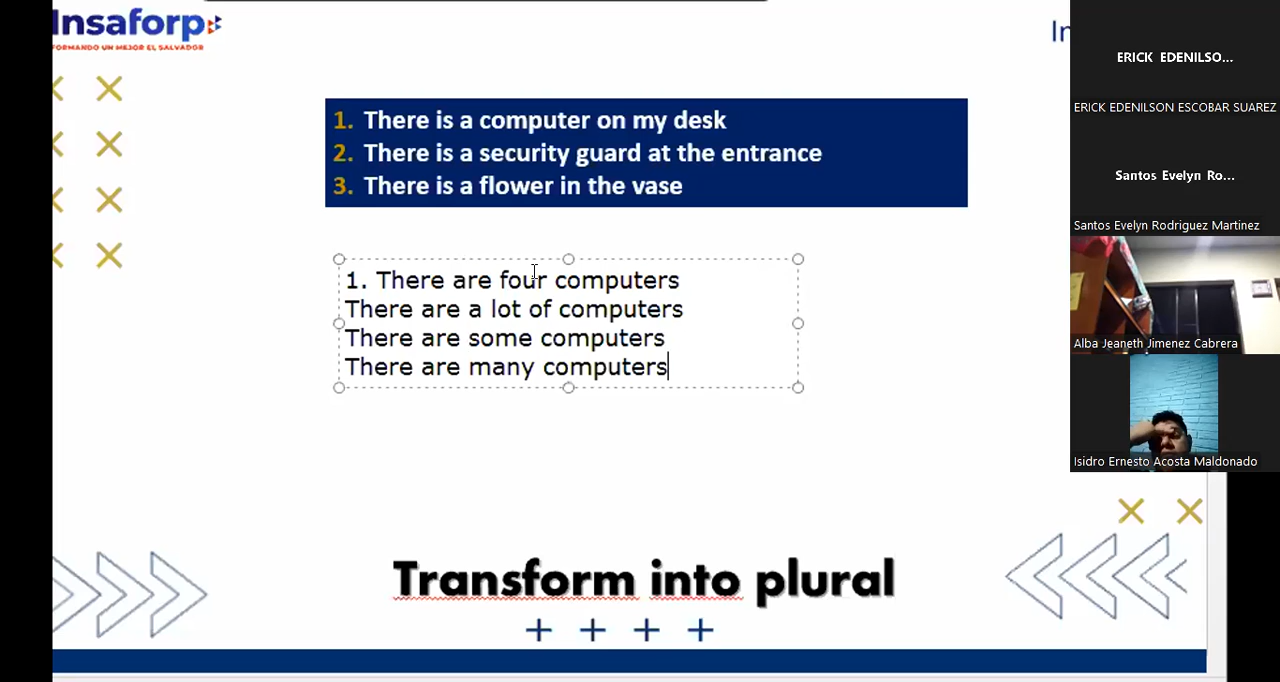 Insaforp
FORMANDO UN MEJOR EL SALVADOR
1. There is a computer on my desk
2. There is a security guard at the entrance
3. There is a flower in the vase
1. There are four computers
There are a lot of computers
There are some computers
There are many computers
Transform into plural
ERICK EDENILSO...
ERICK EDENILSON ESCOBAR SUAREZ
Santos Evelyn Ro...
Santos Evelyn Rodriguez Martinez
Alba Jeaneth Jimenez Cabrera
Isidro Ernesto Acosta Maldonado